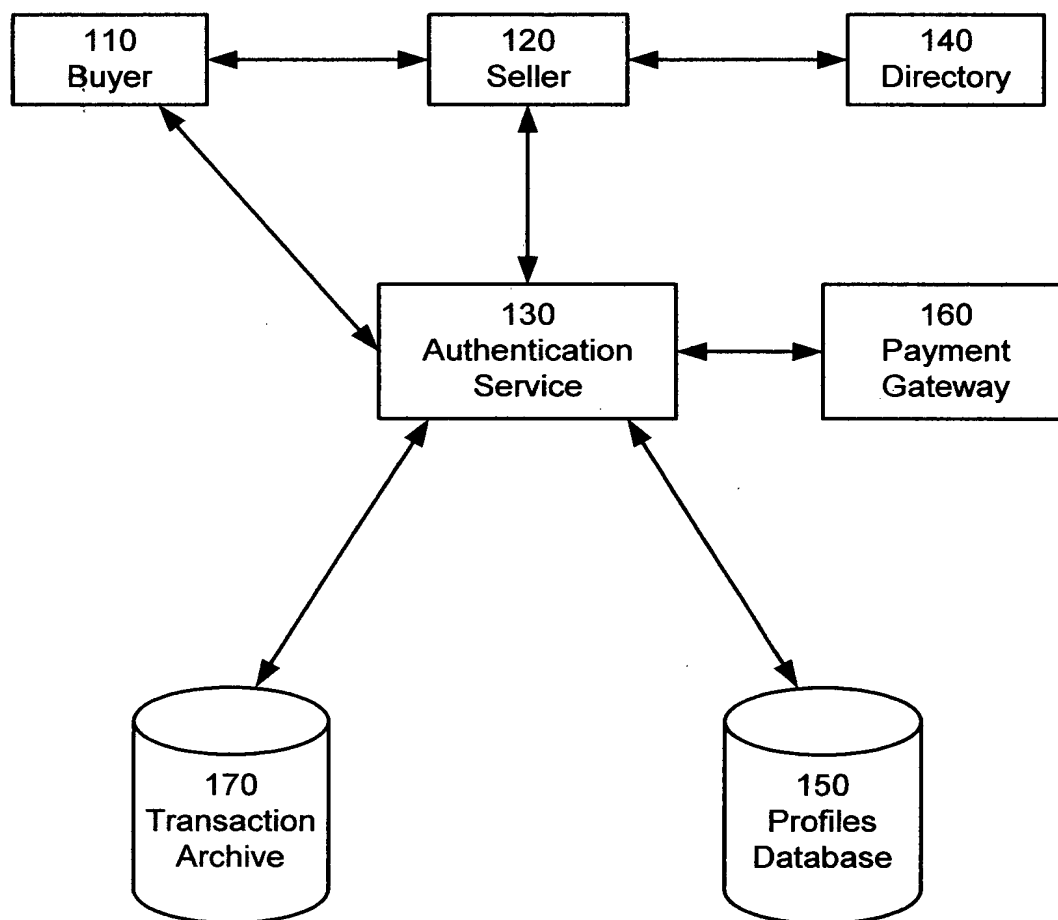 110
Buyer
120
Seller
140
Directory
130
Authentication
Service
160
Payment
Gateway
170
Transaction
Archive
150
Profiles
Database